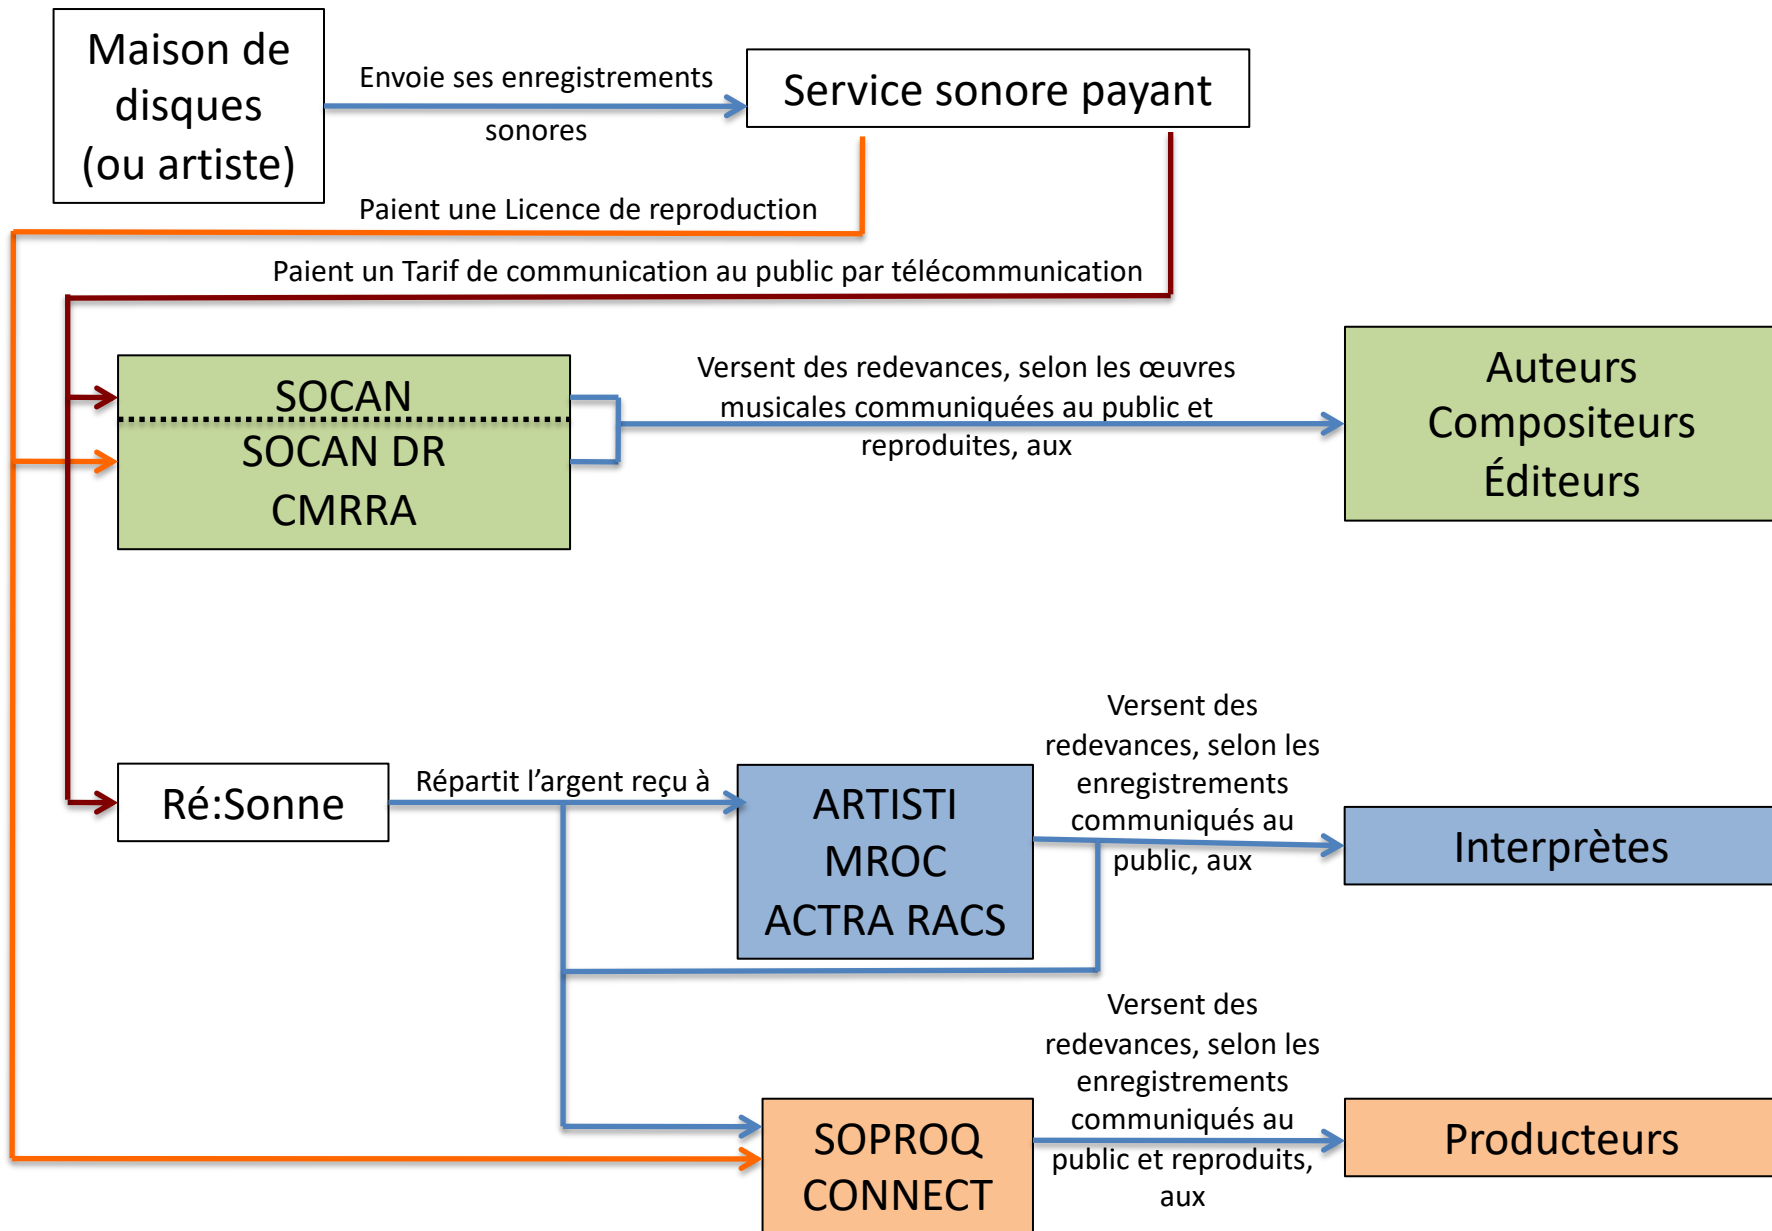 Maison de
disques
(ou artiste)
Envoie ses enregistrements
sonores
Service sonore payant
Paient une Licence de reproduction
Paient un Tarif de communication au public par télécommunication
SOCAN
SOCAN DR
CMRRA
Versent des redevances, selon les œuvres
musicales communiquées au public et
reproduites, aux
Auteurs
Compositeurs
Éditeurs
Ré:Sonne
Répartit l’argent reçu à
ARTISTI
MROC
ACTRA RACS
Versent des
redevances, selon les
enregistrements
communiqués au
public, aux
Interprètes
SOPROQ
CONNECT
Versent des
redevances, selon les
enregistrements
communiqués au
public et reproduits,
aux
Producteurs